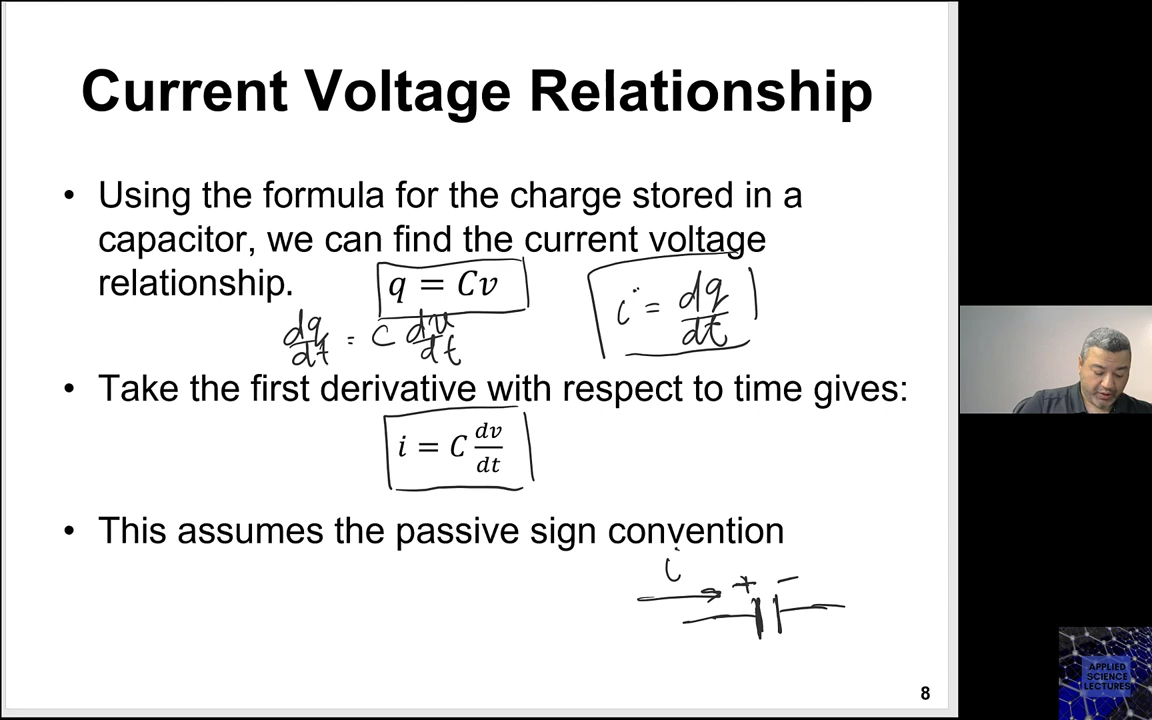 Current Voltage Relationship
• Using the formula for the charge stored in a
capacitor, we can find the current voltage
relationship.
q = Cv
i = dq/dt
dq/dt = C dv/dt
• Take the first derivative with respect to time gives:
i = C dv/dt
• This assumes the passive sign convention
i
+ −
8
APPLIED
SCIENCE
LECTURES